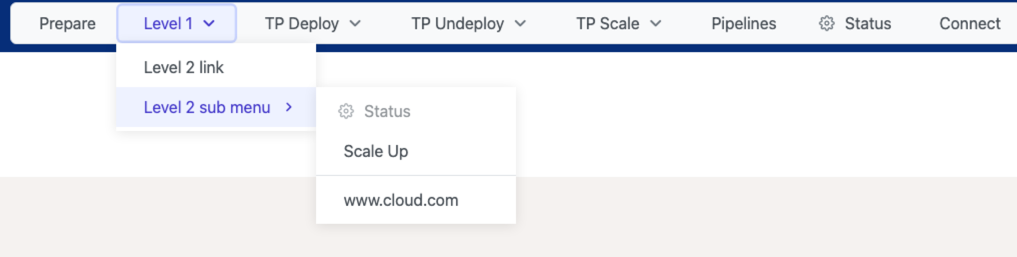 Prepare Level 1 TP Deploy TP Undeploy TP Scale Pipelines Status Connect
Level 2 link
Level 2 sub menu
Status
Scale Up
www.cloud.com